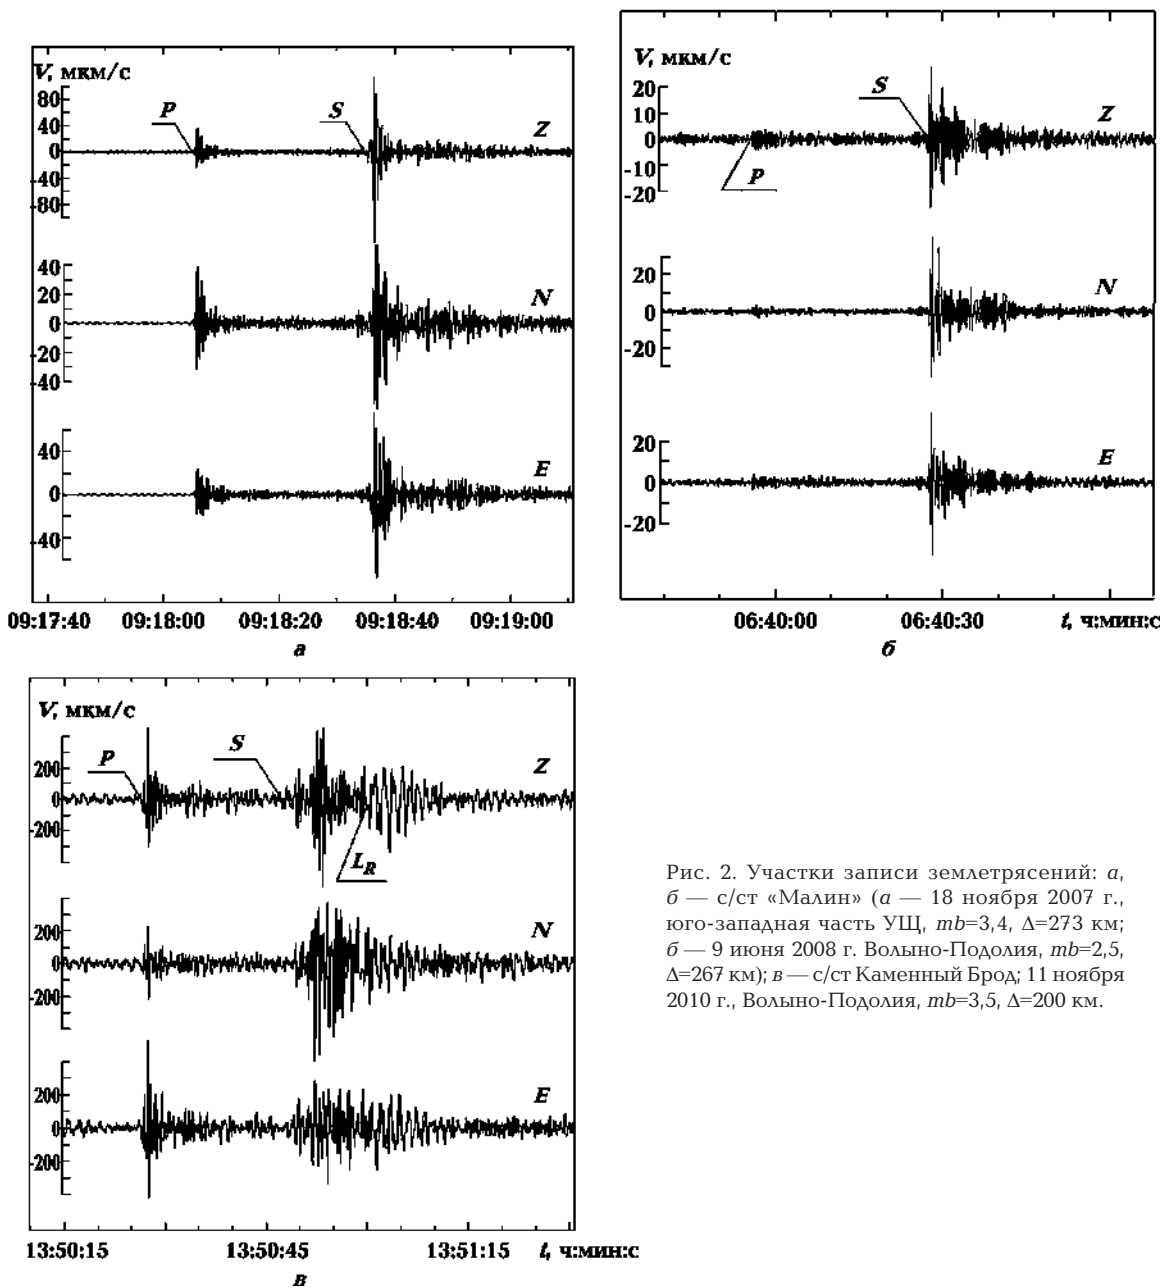 V, мкм/с
80
40
0
-40
-80
P
S
Z
40
20
0
-20
-40
N
40
0
-40
E
09:17:40 09:18:00 09:18:20 09:18:40 09:19:00
а
V, мкм/с
20
10
0
-10
-20
S
P
Z
20
0
-20
N
20
0
-20
E
06:40:00 06:40:30 t, ч:мин:с
б
V, мкм/с
200
0
-200
P
S
L_R
Z
200
0
-200
N
200
0
-200
E
13:50:15 13:50:45 13:51:15 t, ч:мин:с
в
Рис. 2. Участки записи землетрясений: а,
б — с/ст «Малин» (а — 18 ноября 2007 г.,
юго-западная часть УЩ, mb=3,4, Δ=273 км;
б — 9 июня 2008 г. Волыно-Подолия, mb=2,5,
Δ=267 км); в — с/ст Каменный Брод; 11 ноября
2010 г., Волыно-Подолия, mb=3,5, Δ=200 км.